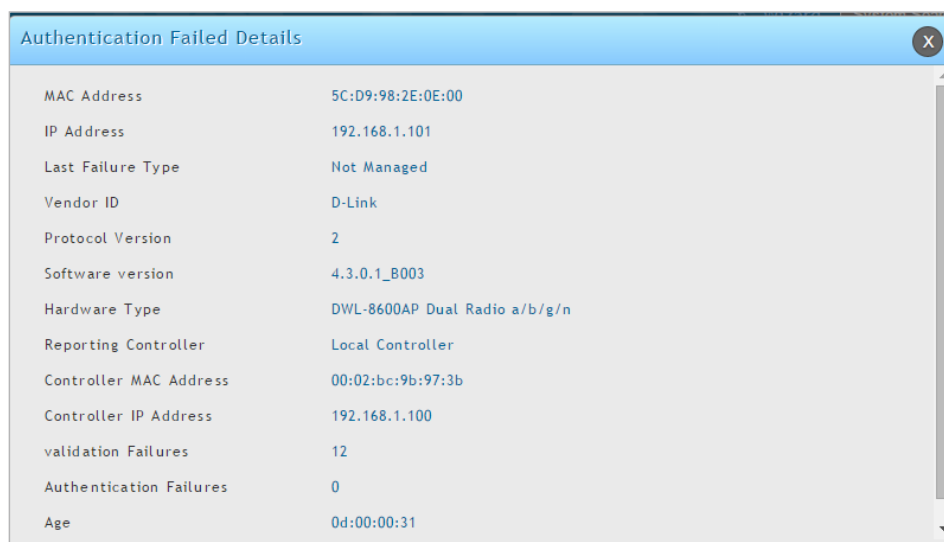 Authentication Failed Details
X
MAC Address 5C:D9:98:2E:0E:00
IP Address 192.168.1.101
Last Failure Type Not Managed
Vendor ID D-Link
Protocol Version 2
Software version 4.3.0.1_B003
Hardware Type DWL-8600AP Dual Radio a/b/g/n
Reporting Controller Local Controller
Controller MAC Address 00:02:bc:9b:97:3b
Controller IP Address 192.168.1.100
validation Failures 12
Authentication Failures 0
Age 0d:00:00:31